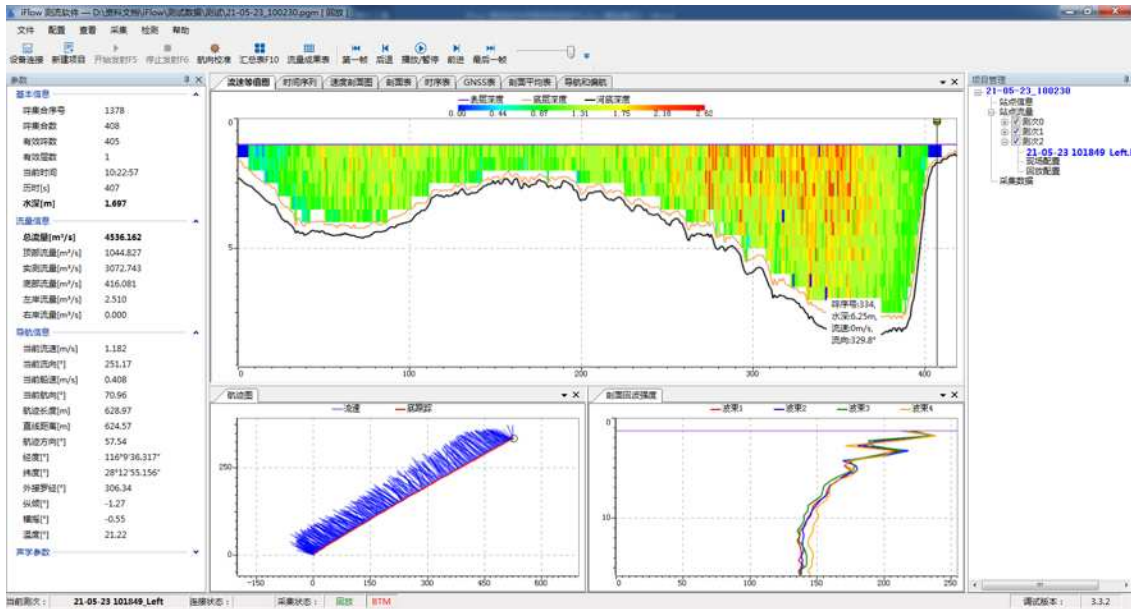 iFlow 测流软件 — D:\资料文档\iFlow\测试数据\测试\21-05-23_100230.pgm [ 回放 ]
文件 配置 查看 采集 检测 帮助
设备连接 新建项目 开始发射F5 停止发射F6 航向校准 汇总表F10 流量成果表 第一帧 后退 播放/暂停 前进 最后一帧
参数
基本信息
呯集合序号 1378
呯集合数 408
有效呯数 405
有效层数 1
当前时间 10:22:57
历时[s] 407
水深[m] 1.697
流量信息
总流量[m³/s] 4536.162
顶部流量[m³/s] 1044.827
实测流量[m³/s] 3072.743
底部流量[m³/s] 416.081
左岸流量[m³/s] 2.510
右岸流量[m³/s] 0.000
导航信息
当前流速[m/s] 1.182
当前流向[°] 251.17
当前船速[m/s] 0.408
当前航向[°] 70.96
航迹长度[m] 628.97
直线距离[m] 624.57
航迹方向[°] 57.54
经度[°] 116°9'36.317"
纬度[°] 28°12'55.156"
外接罗经[°] 306.34
纵倾[°] -1.27
横摇[°] -0.55
温度[°] 21.22
声学参数
流速等值图 时间序列 速度剖面图 剖面表 时序表 GNSS表 剖面平均表 导航和偏航
表层深度 底层深度 河底深度
0.00 0.44 0.87 1.31 1.75 2.18 2.62
0
5
呯序号:334,
水深:6.25m,
流速:0m/s,
流向:329.8°
0 100 200 300 400
航迹图
流速 底跟踪
250
0
-150 0 150 300 450 600
剖面回波强度
波束1 波束2 波束3 波束4
0
10
0 50 100 150 200 250
项目管理
21-05-23_100230
站点信息
站点流量
测次0
测次1
测次2
21-05-23 101849_Left.
现场配置
回放配置
采集数据
当前测次： 21-05-23 101849_Left 连接状态： 采集状态： 回放 BTM 调试版本： 3.3.2